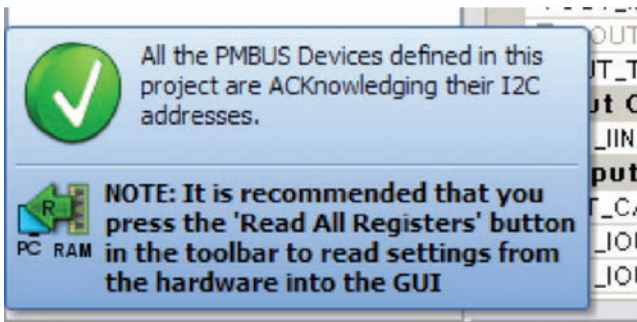 All the PMBUS Devices defined in this
project are ACKnowledging their I2C
addresses.
NOTE: It is recommended that you
press the 'Read All Registers' button
in the toolbar to read settings from
the hardware into the GUI
R
PC RAM
_IIN